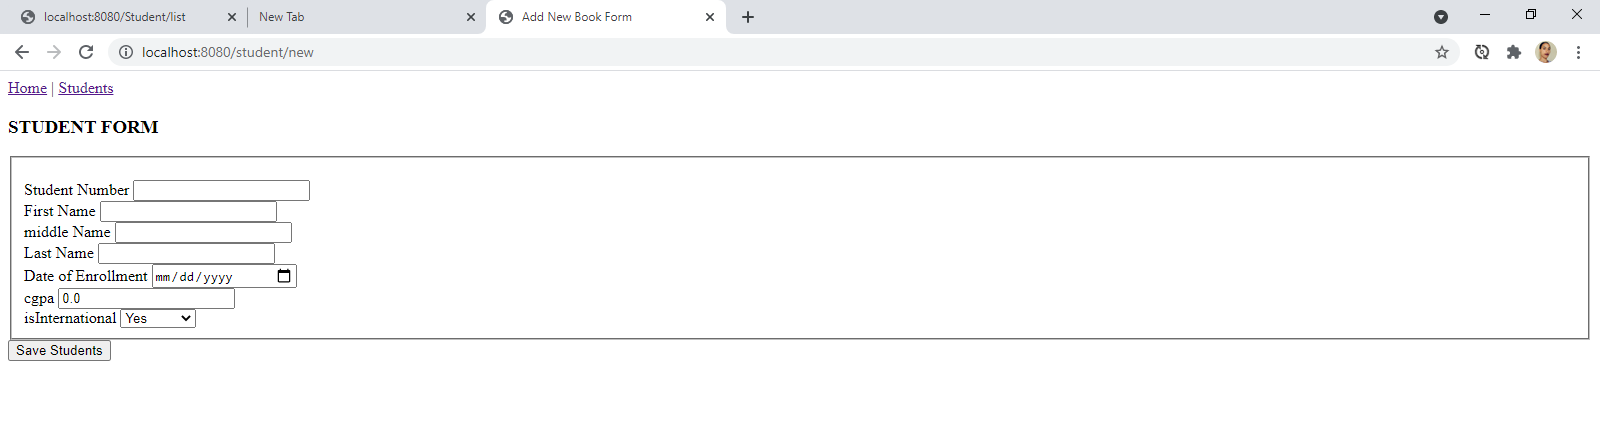 localhost:8080/Student/list New Tab Add New Book Form
localhost:8080/student/new
Home | Students
STUDENT FORM
Student Number
First Name
middle Name
Last Name
Date of Enrollment mm/dd/yyyy
cgpa 0.0
isInternational Yes
Save Students